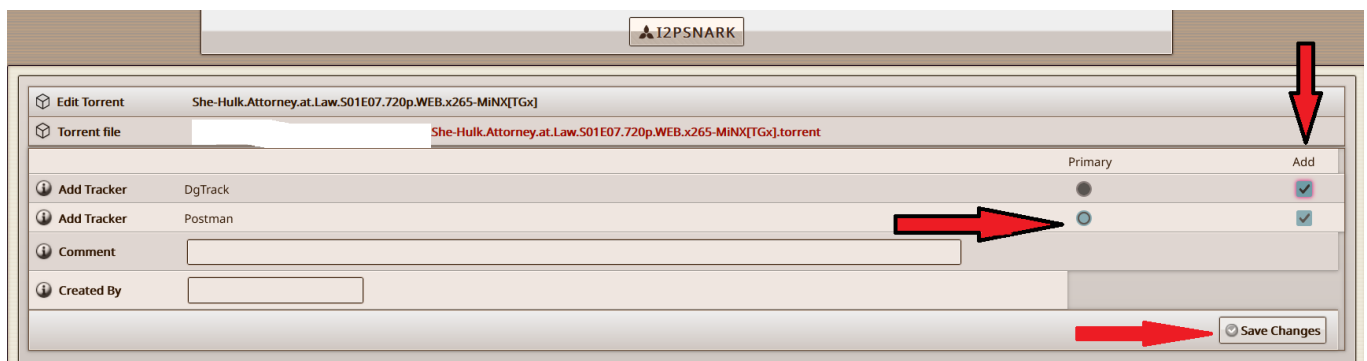 I2PSNARK
Edit Torrent She-Hulk.Attorney.at.Law.S01E07.720p.WEB.x265-MiNX[TGx]
Torrent file She-Hulk.Attorney.at.Law.S01E07.720p.WEB.x265-MiNX[TGx].torrent
Primary Add
Add Tracker DgTrack
Add Tracker Postman
Comment
Created By
Save Changes